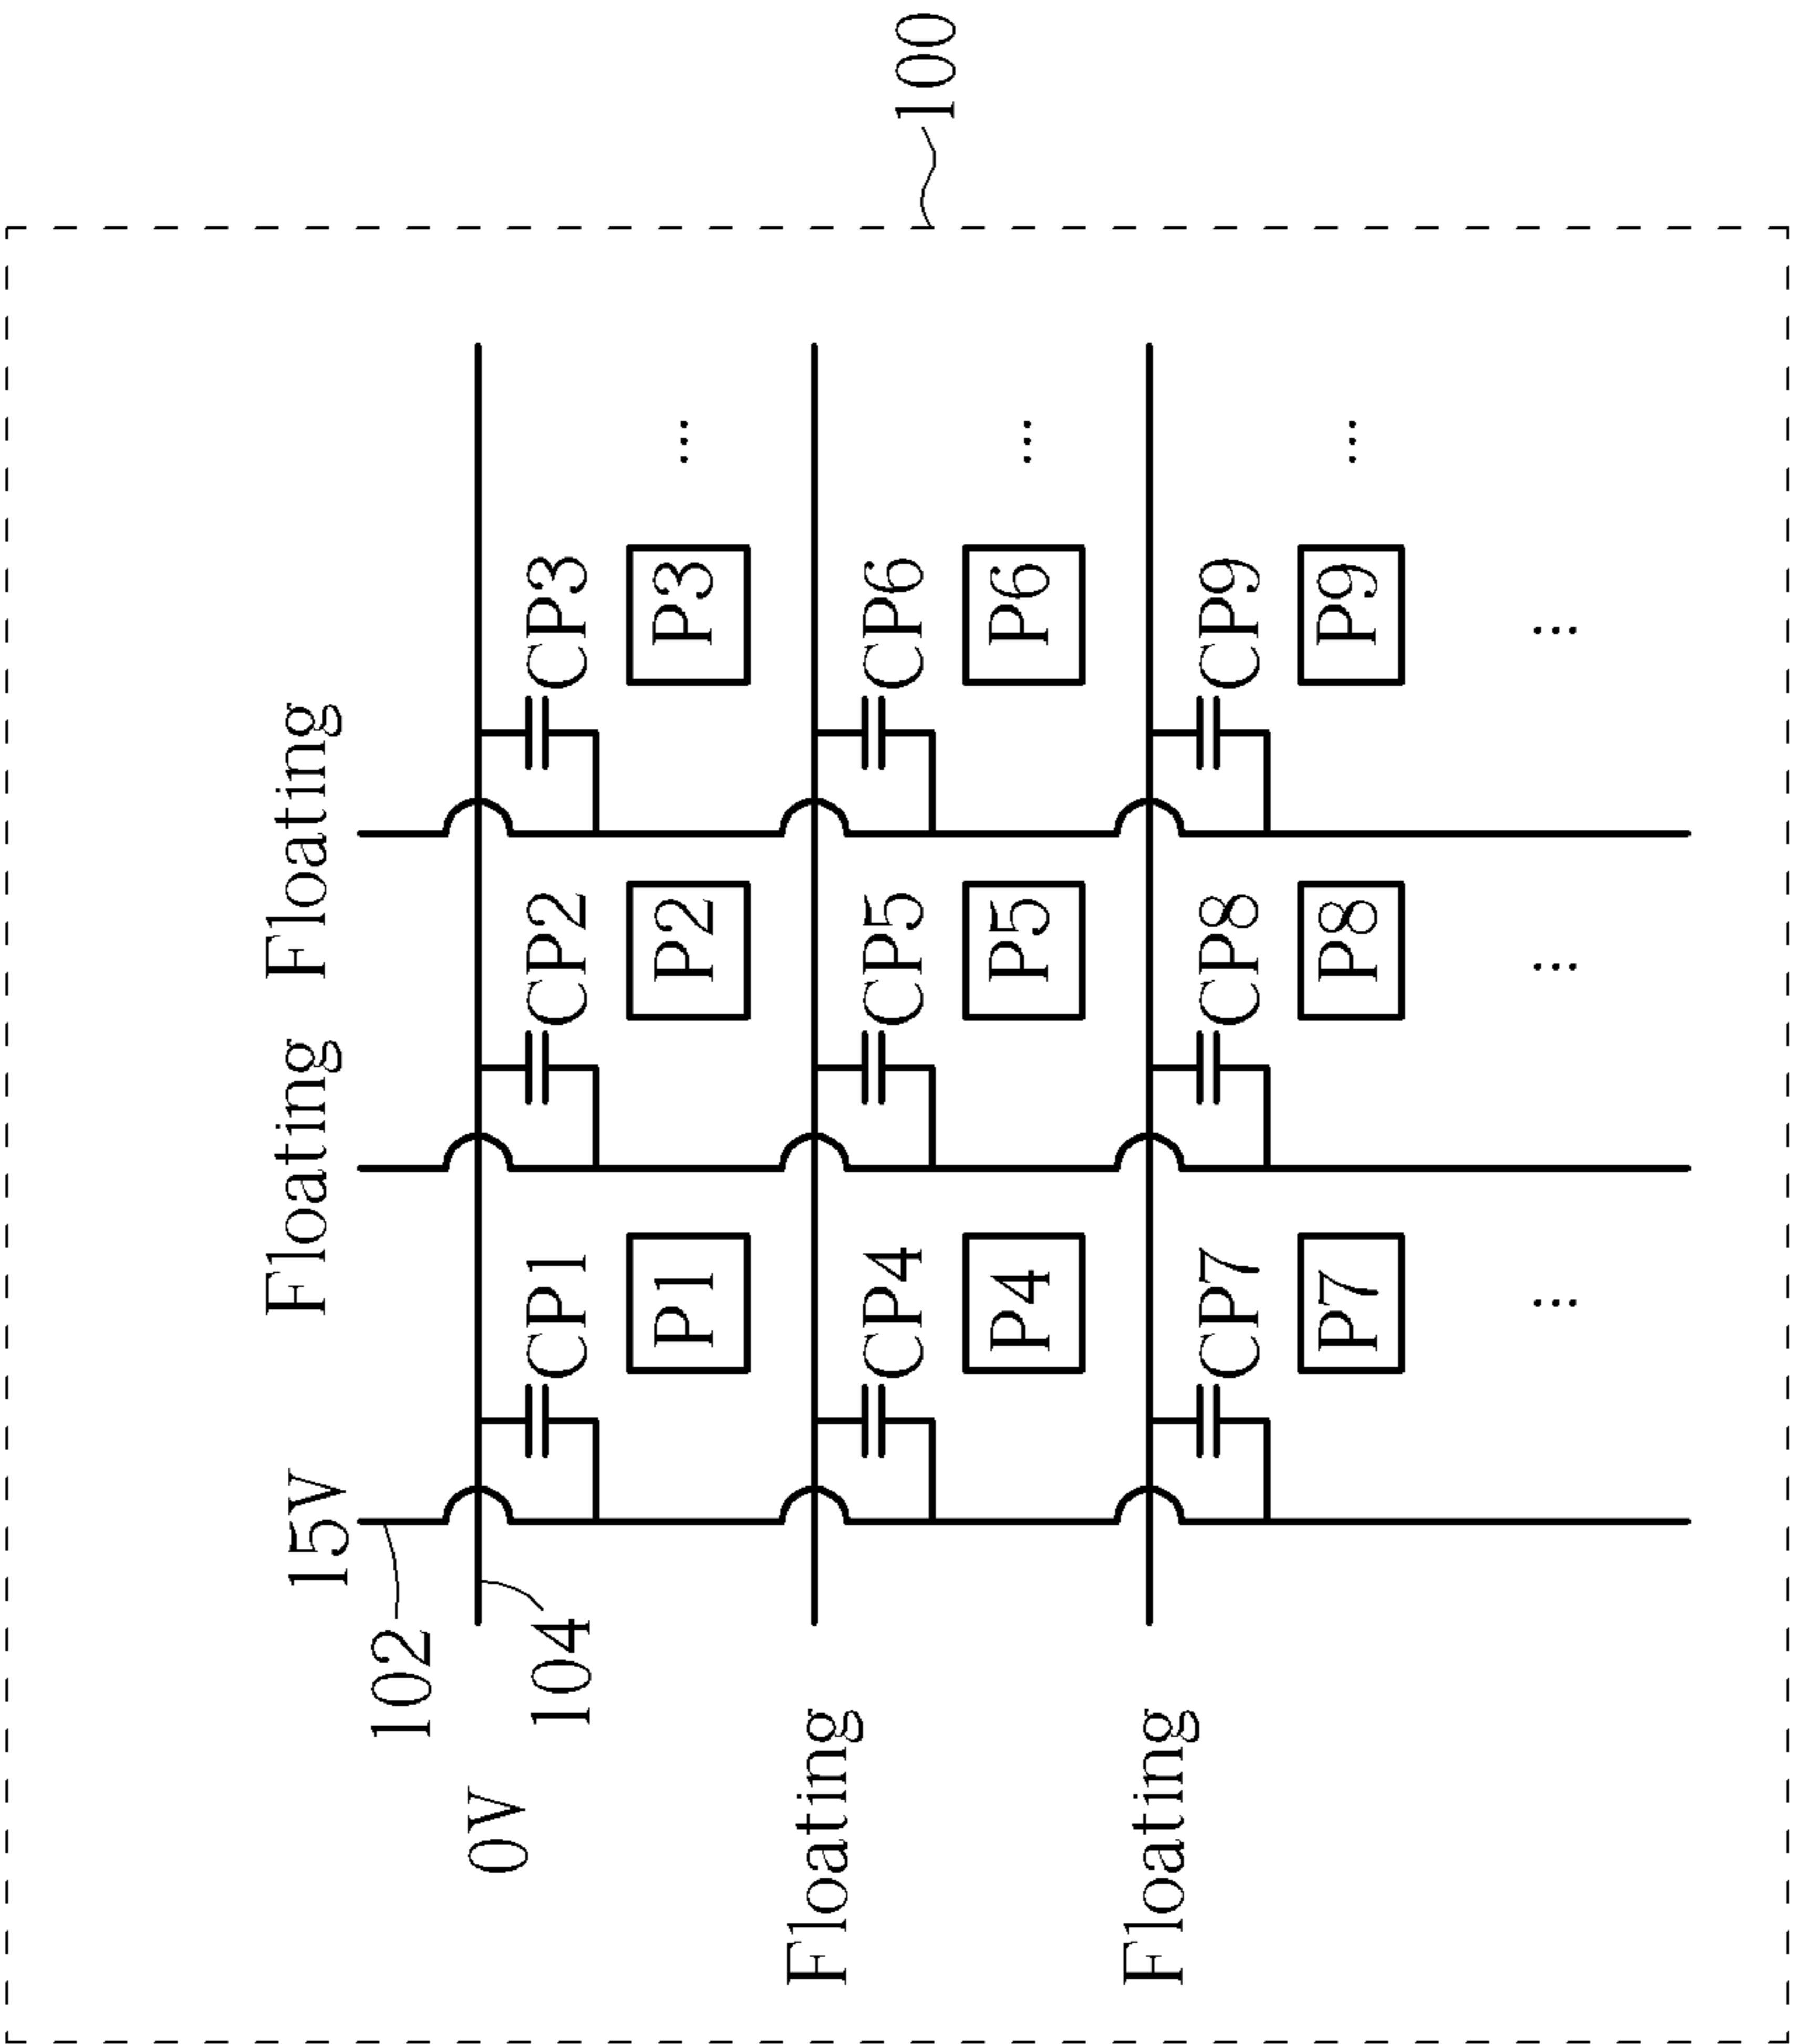 15V Floating Floating
102
0V
104 CP1 CP2 CP3
P1 P2 P3 ...
Floating
CP4 CP5 CP6
100
P4 P5 P6 ...
Floating
CP7 CP8 CP9
P7 P8 P9 ...
... ... ...